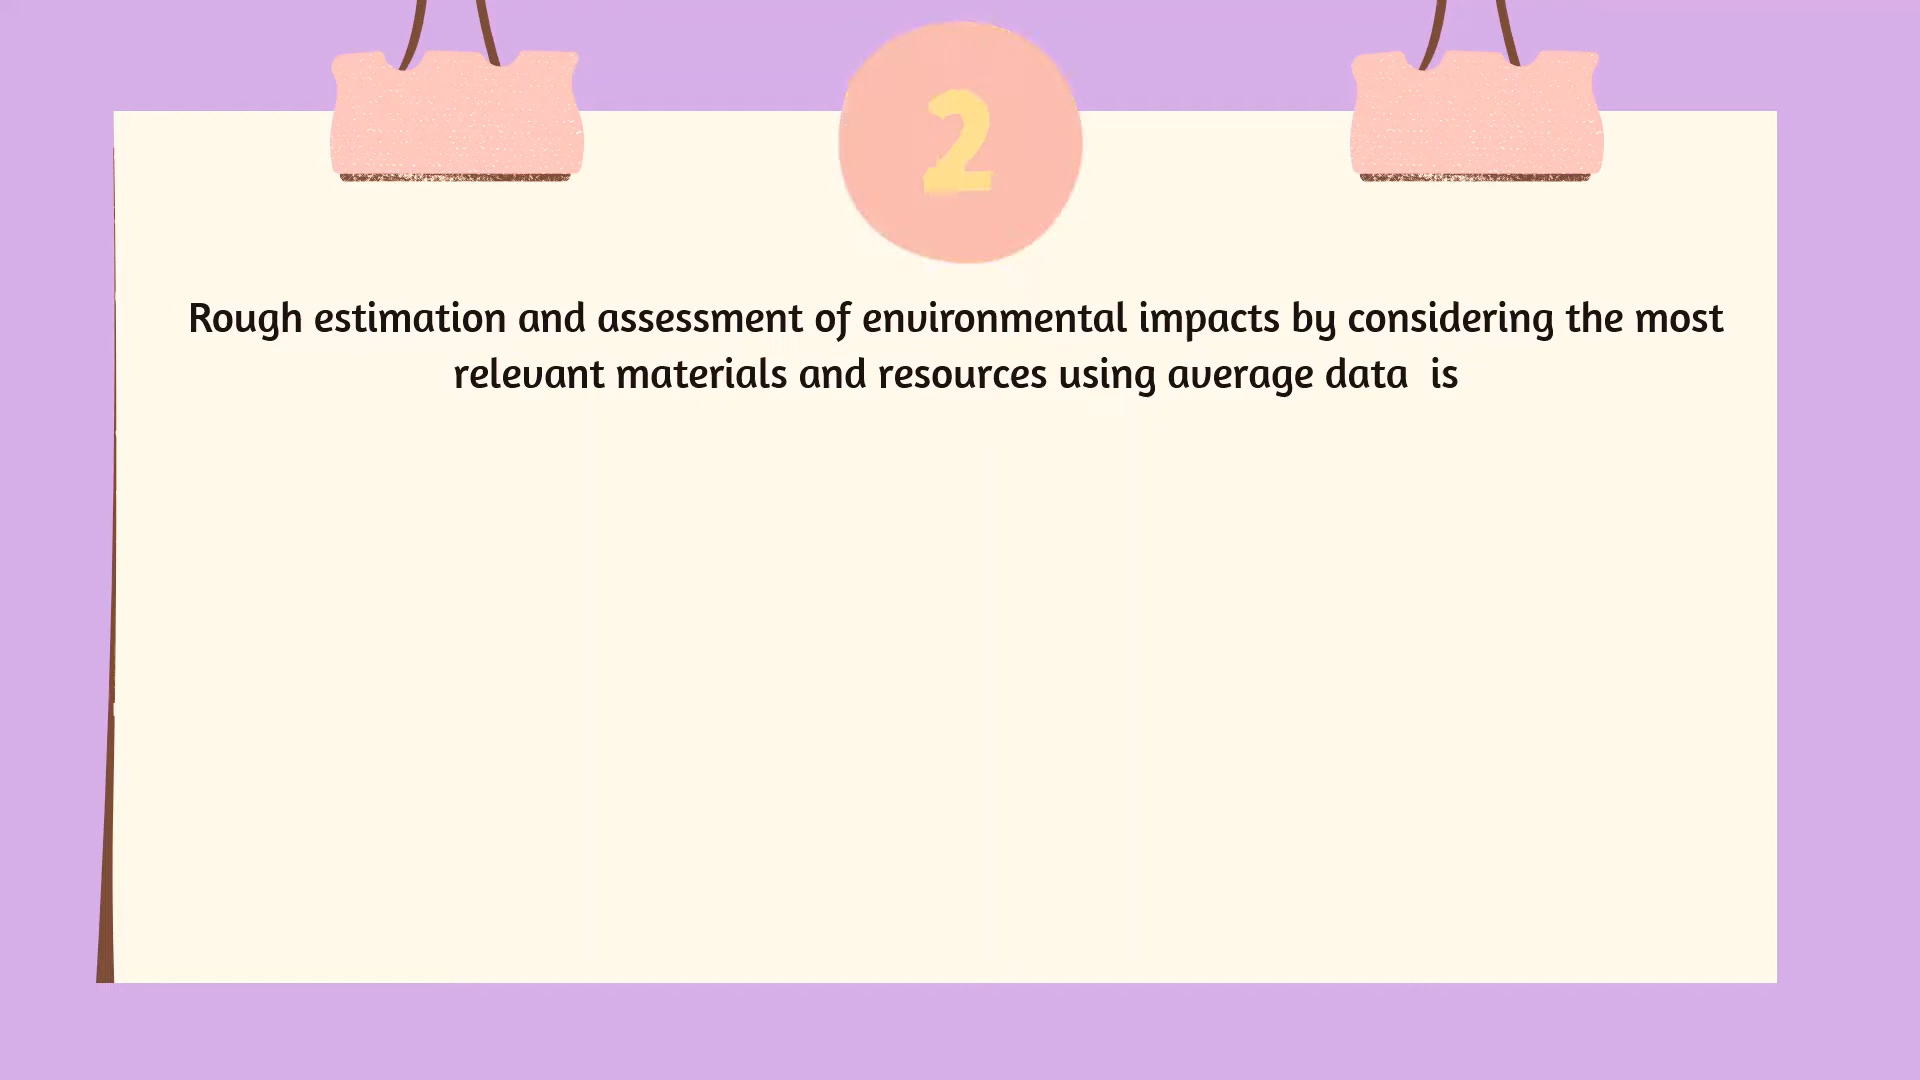 2
Rough estimation and assessment of environmental impacts by considering the most
relevant materials and resources using average data  is